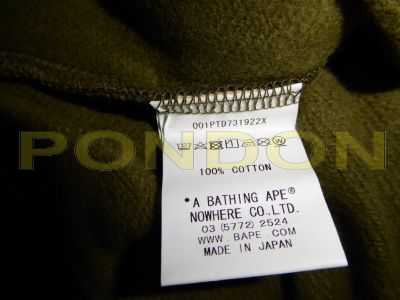 001PTD731922X
PONDON
100% COTTON
"A BATHING APE®
NOWHERE CO., LTD.
03 (5772) 2524
WWW. BAPE. COM
MADE IN JAPAN